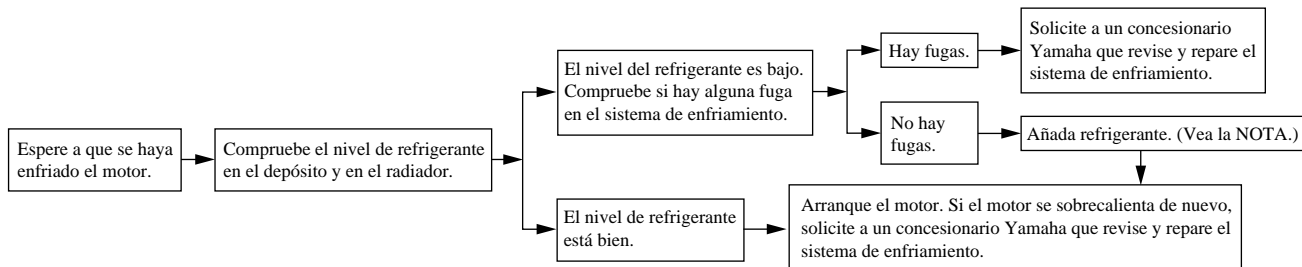 Espere a que se haya
enfriado el motor.
Compruebe el nivel de refrigerante
en el depósito y en el radiador.
El nivel del refrigerante es bajo.
Compruebe si hay alguna fuga
en el sistema de enfriamiento.
Hay fugas.
Solicite a un concesionario
Yamaha que revise y repare el
sistema de enfriamiento.
No hay
fugas.
Añada refrigerante. (Vea la NOTA.)
El nivel de refrigerante
está bien.
Arranque el motor. Si el motor se sobrecalienta de nuevo,
solicite a un concesionario Yamaha que revise y repare el
sistema de enfriamiento.